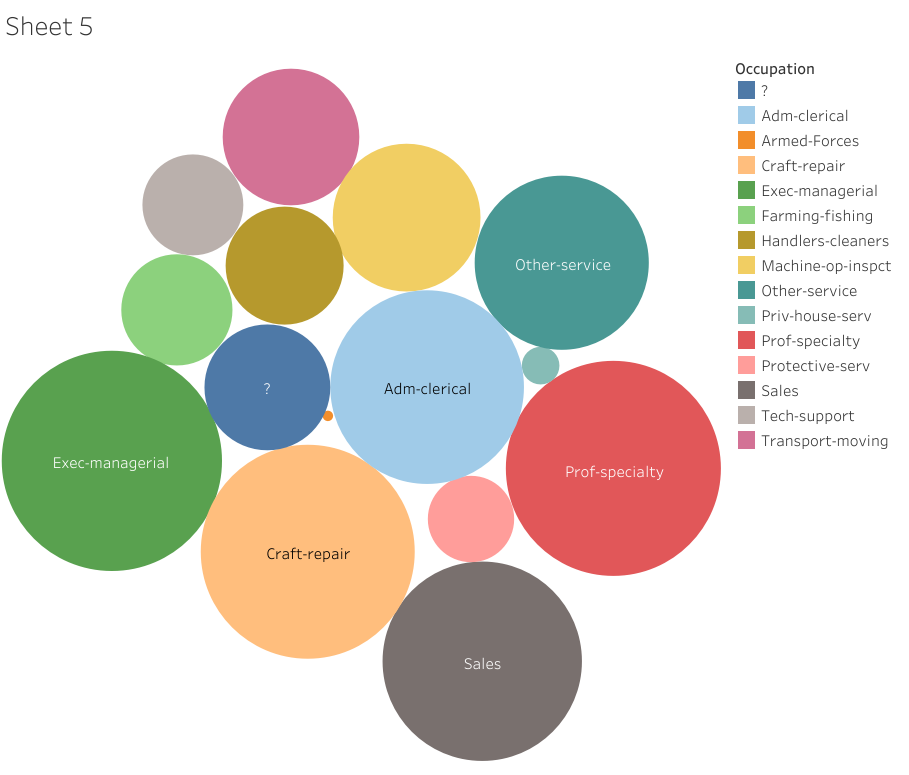 Sheet 5
Occupation
?
Adm-clerical
Armed-Forces
Craft-repair
Exec-managerial
Farming-fishing
Handlers-cleaners
Machine-op-inspct
Other-service
Priv-house-serv
Prof-specialty
Protective-serv
Sales
Tech-support
Transport-moving
Other-service
?
Adm-clerical
Exec-managerial
Prof-specialty
Craft-repair
Sales